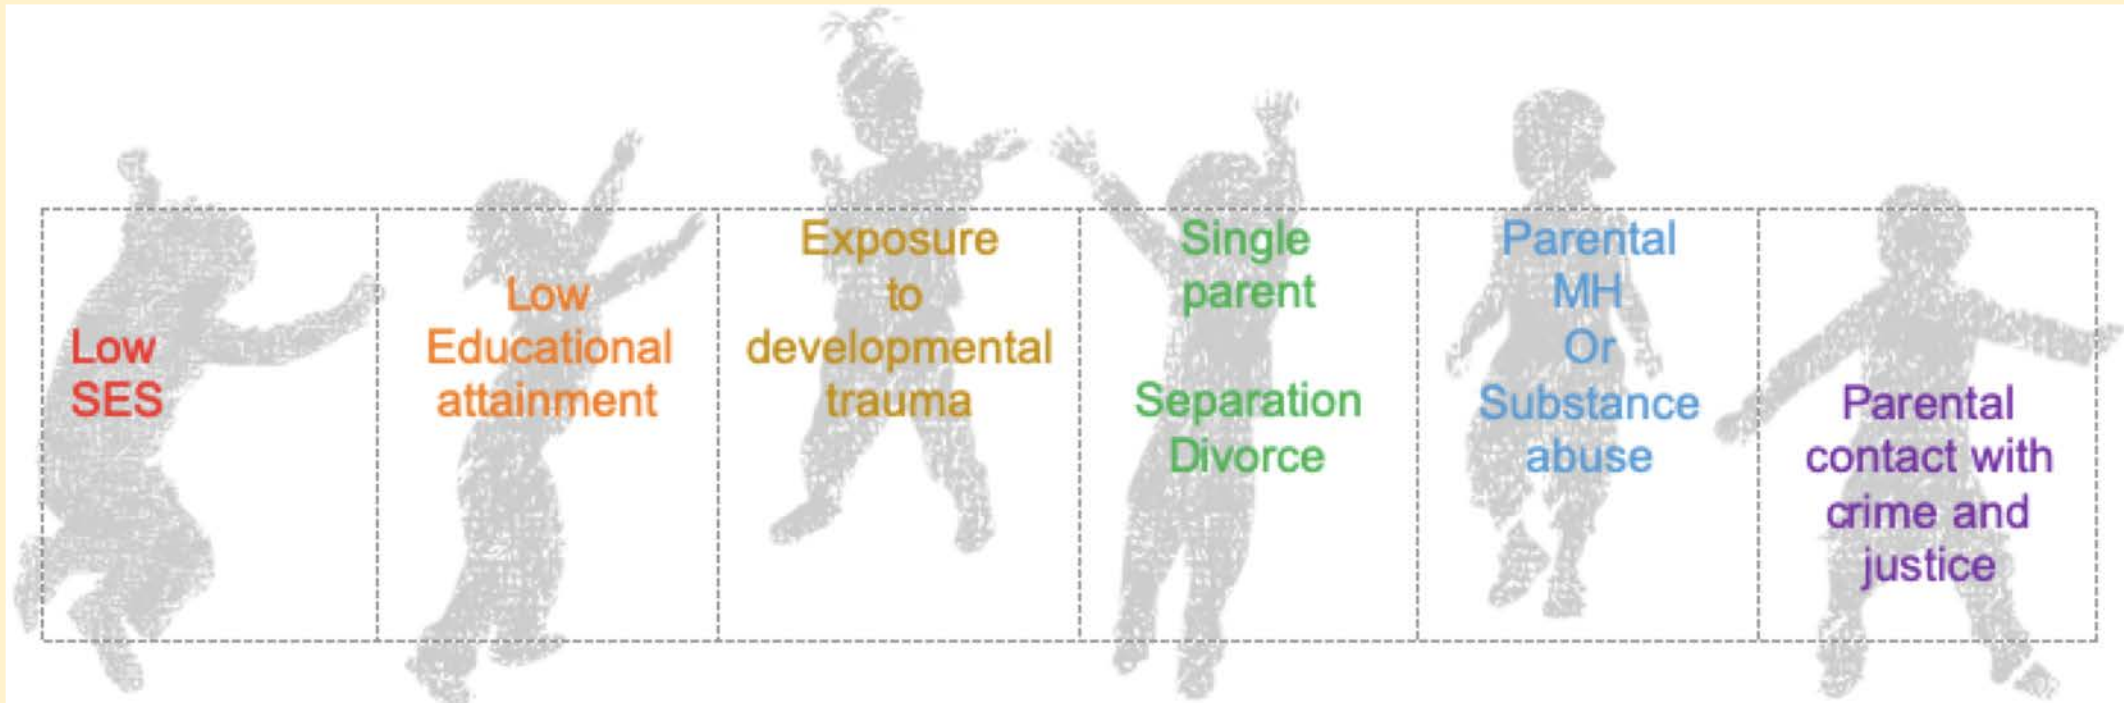 Low
SES
Low
Educational
attainment
Exposure
to
developmental
trauma
Single
parent
Separation
Divorce
Parental
MH
Or
Substance
abuse
Parental
contact with
crime and
justice